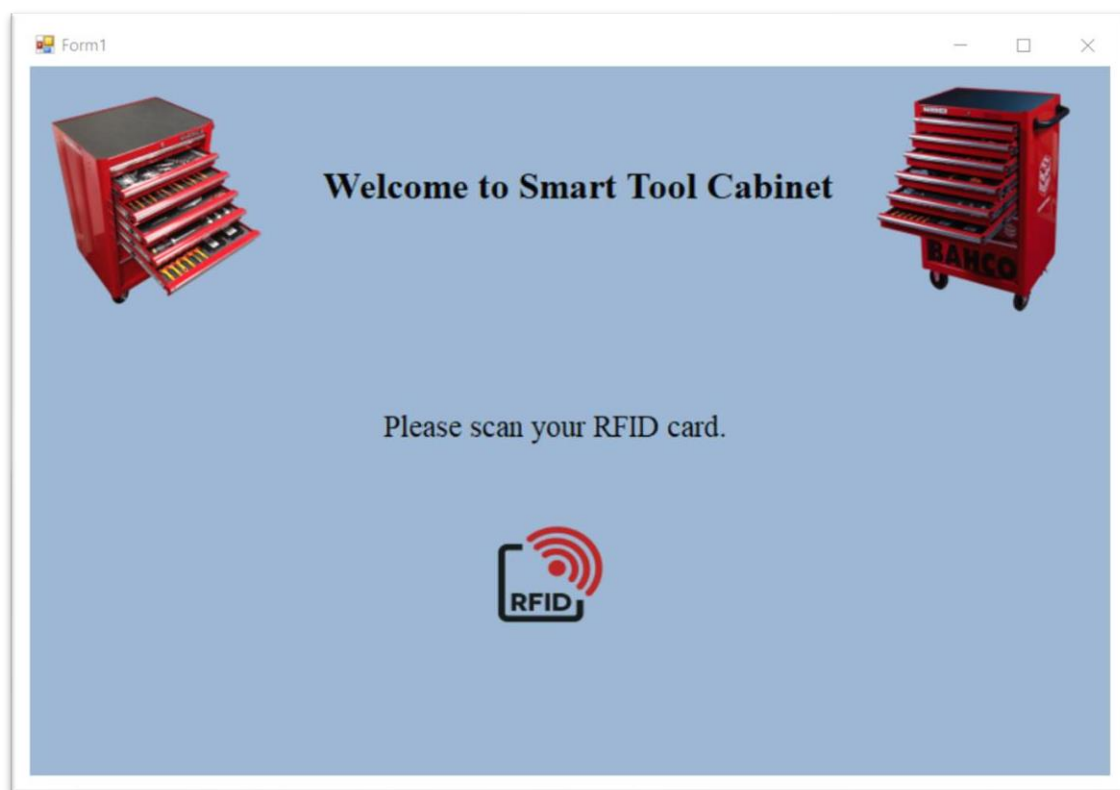 Form1
Welcome to Smart Tool Cabinet
BAHCO
Please scan your RFID card.
RFID